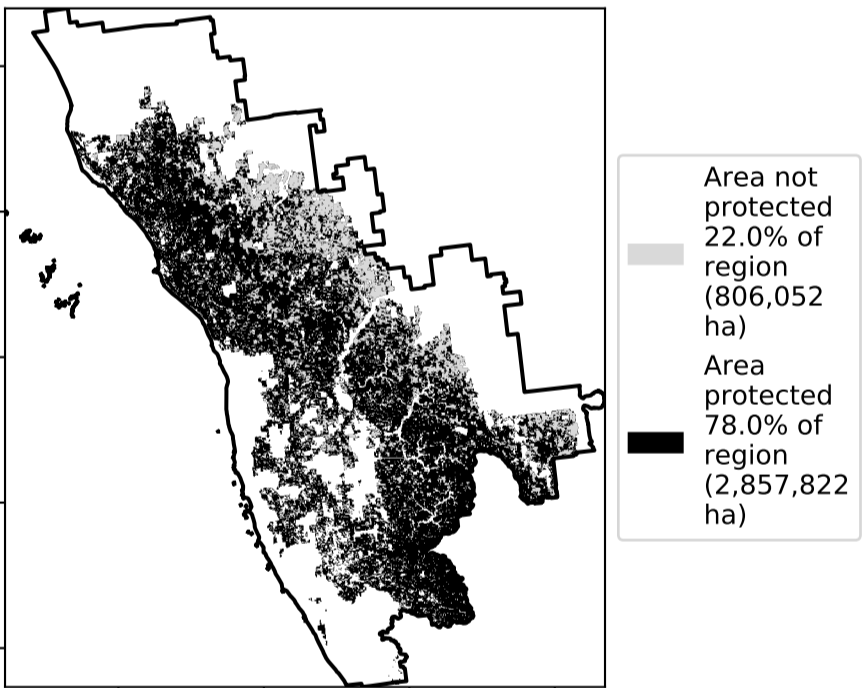 Area not
protected
22.0% of
region
(806,052
ha)
Area
protected
78.0% of
region
(2,857,822
ha)